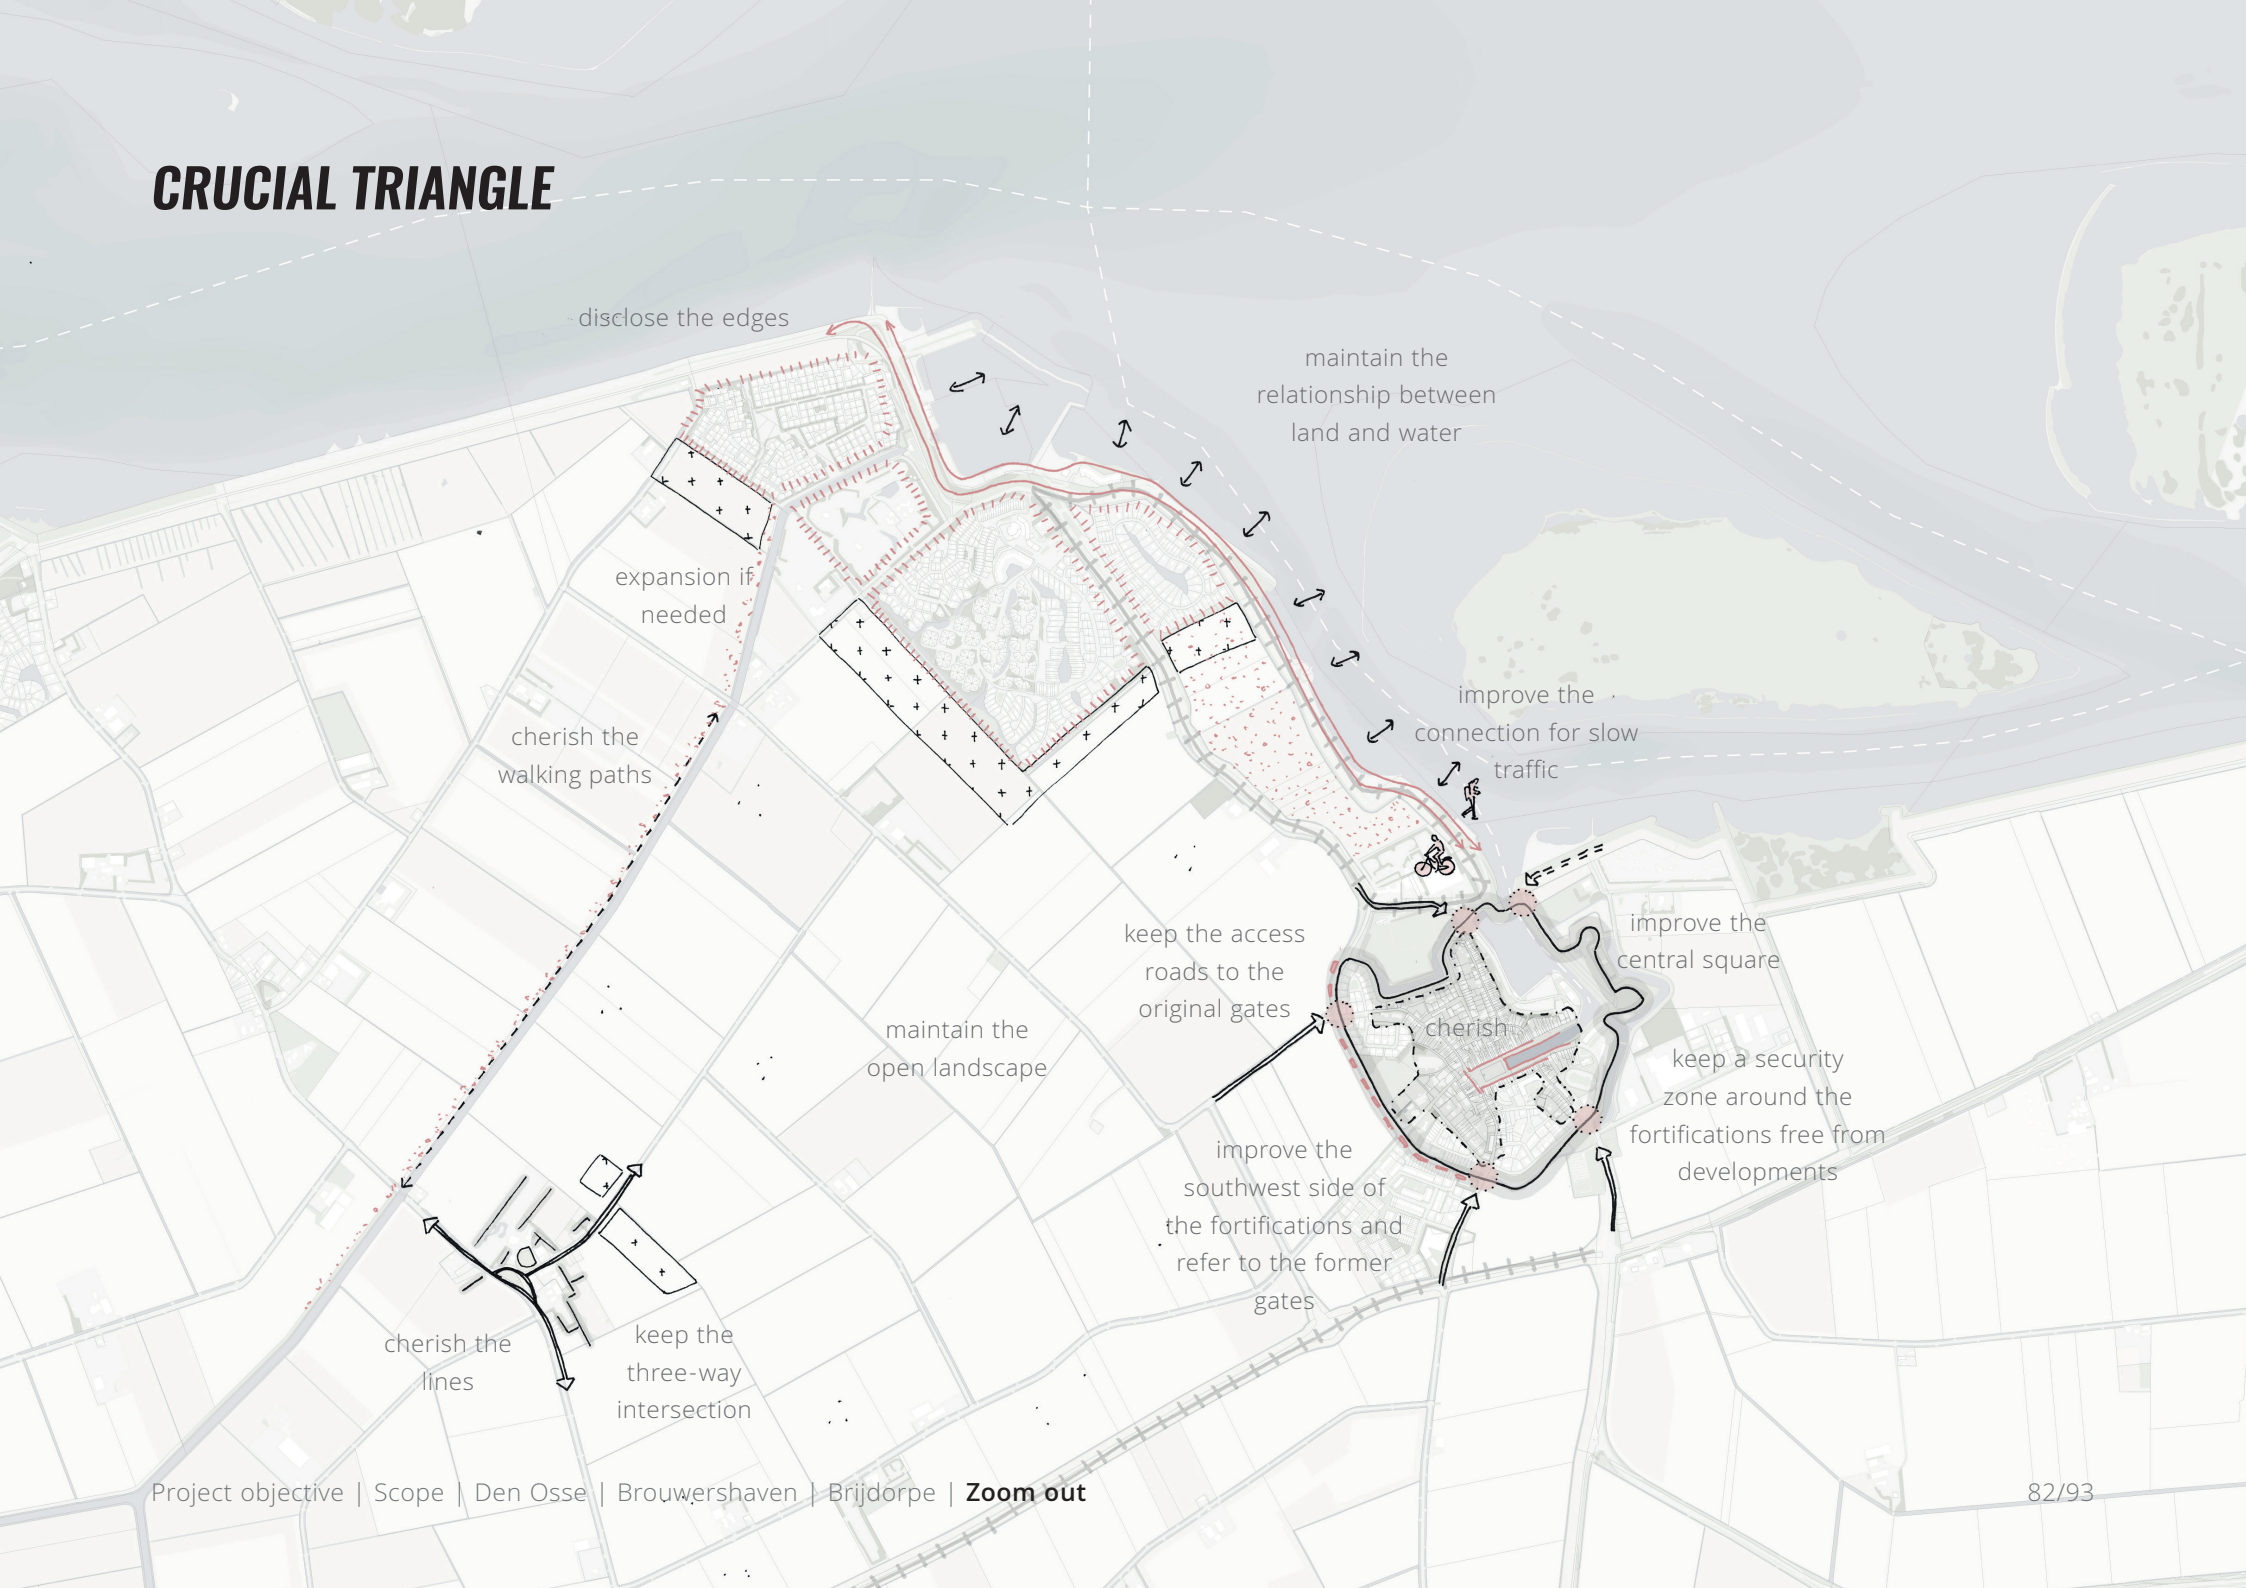 CRUCIAL TRIANGLE
disclose the edges
maintain the
relationship between
land and water
expansion if
needed
cherish the
walking paths
improve the
connection for slow
traffic
keep the access
roads to the
original gates
improve the
central square
cherish
maintain the
open landscape
keep a security
zone around the
fortifications free from
developments
improve the
southwest side of
the fortifications and
refer to the former
gates
cherish the
lines
keep the
three-way
intersection
Project objective | Scope | Den Osse | Brouwershaven | Brijdorpe | Zoom out
82/93